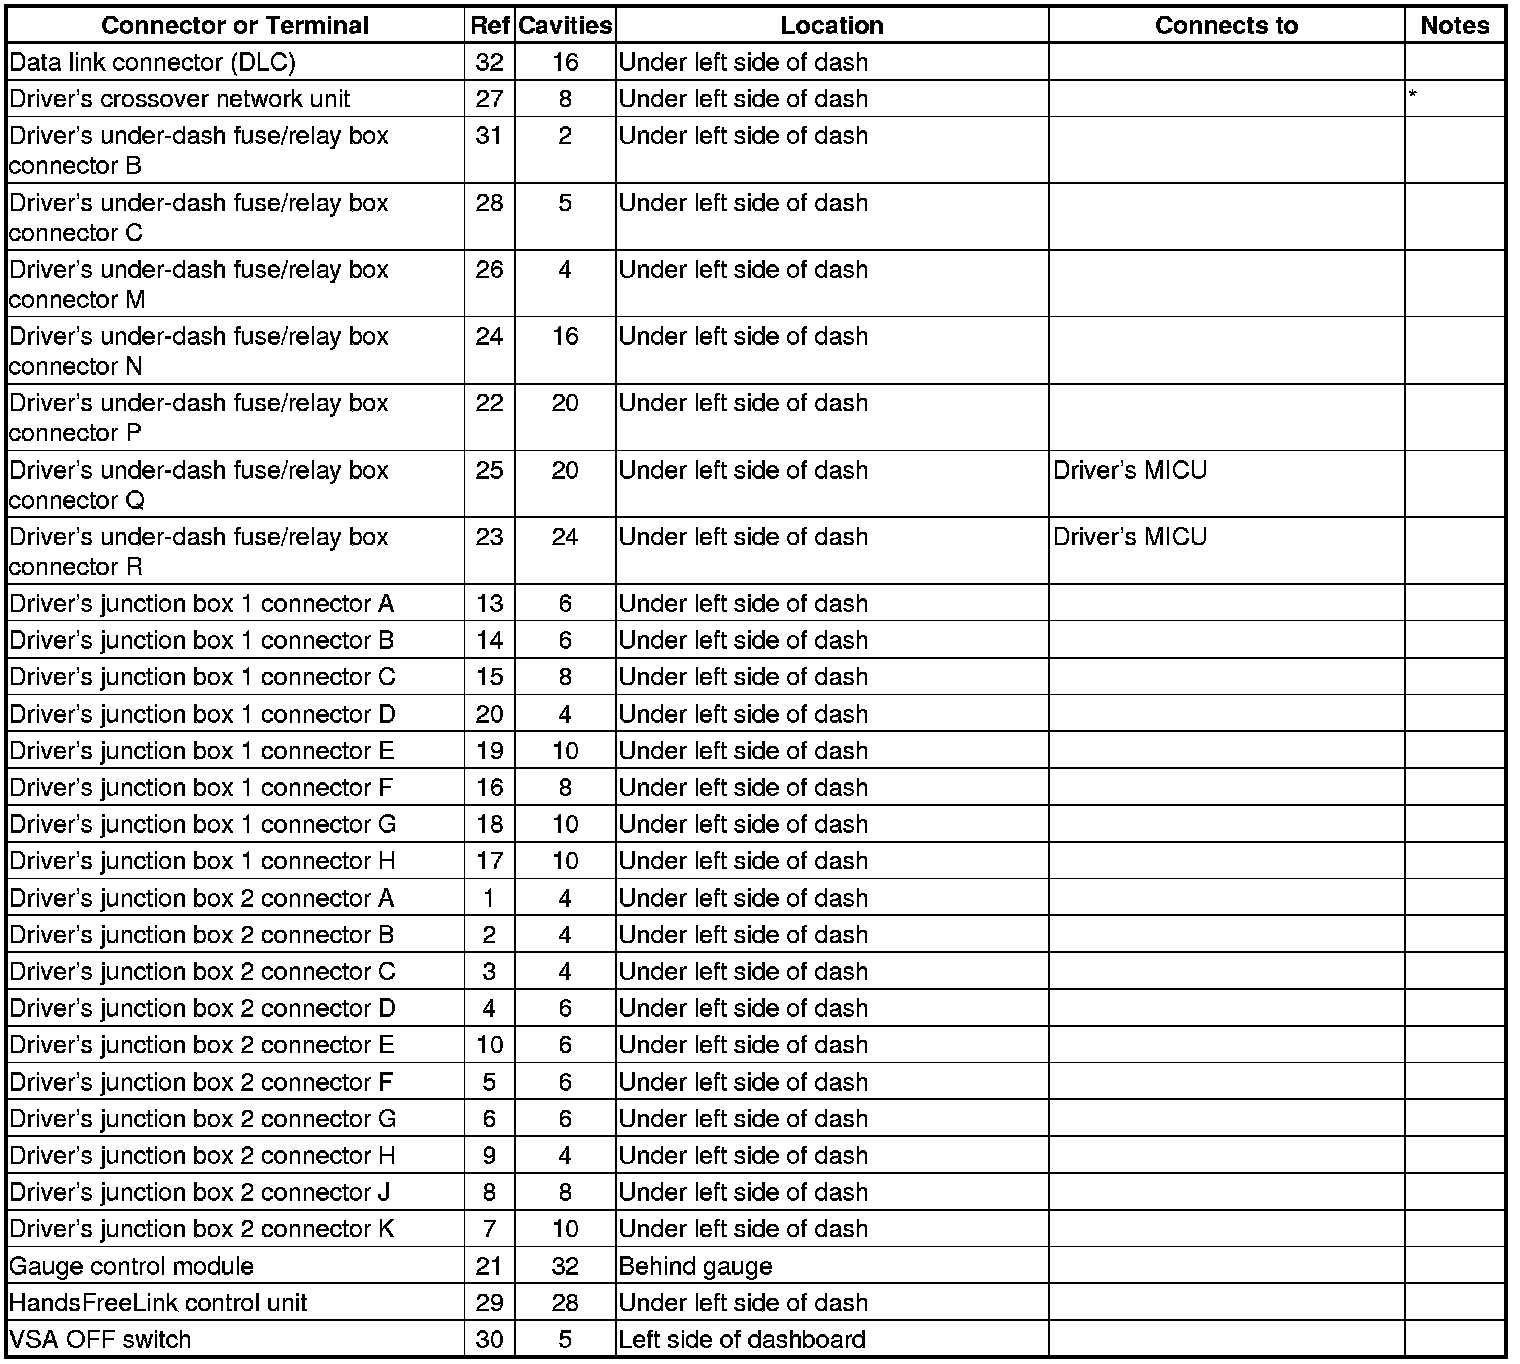 Connector or Terminal Ref Cavities Location Connects to Notes
Data link connector (DLC) 32 16 Under left side of dash
Driver's crossover network unit 27 8 Under left side of dash *
Driver's under-dash fuse/relay box 31 2 Under left side of dash
connector B
Driver's under-dash fuse/relay box 28 5 Under left side of dash
connector C
Driver's under-dash fuse/relay box 26 4 Under left side of dash
connector M
Driver's under-dash fuse/relay box 24 16 Under left side of dash
connector N
Driver's under-dash fuse/relay box 22 20 Under left side of dash
connector P
Driver's under-dash fuse/relay box 25 20 Under left side of dash Driver's MICU
connector Q
Driver's under-dash fuse/relay box 23 24 Under left side of dash Driver's MICU
connector R
Driver's junction box 1 connector A 13 6 Under left side of dash
Driver's junction box 1 connector B 14 6 Under left side of dash
Driver's junction box 1 connector C 15 8 Under left side of dash
Driver's junction box 1 connector D 20 4 Under left side of dash
Driver's junction box 1 connector E 19 10 Under left side of dash
Driver's junction box 1 connector F 16 8 Under left side of dash
Driver's junction box 1 connector G 18 10 Under left side of dash
Driver's junction box 1 connector H 17 10 Under left side of dash
Driver's junction box 2 connector A 1 4 Under left side of dash
Driver's junction box 2 connector B 2 4 Under left side of dash
Driver's junction box 2 connector C 3 4 Under left side of dash
Driver's junction box 2 connector D 4 6 Under left side of dash
Driver's junction box 2 connector E 10 6 Under left side of dash
Driver's junction box 2 connector F 5 6 Under left side of dash
Driver's junction box 2 connector G 6 6 Under left side of dash
Driver's junction box 2 connector H 9 4 Under left side of dash
Driver's junction box 2 connector J 8 8 Under left side of dash
Driver's junction box 2 connector K 7 10 Under left side of dash
Gauge control module 21 32 Behind gauge
HandsFreeLink control unit 29 28 Under left side of dash
VSA OFF switch 30 5 Left side of dashboard